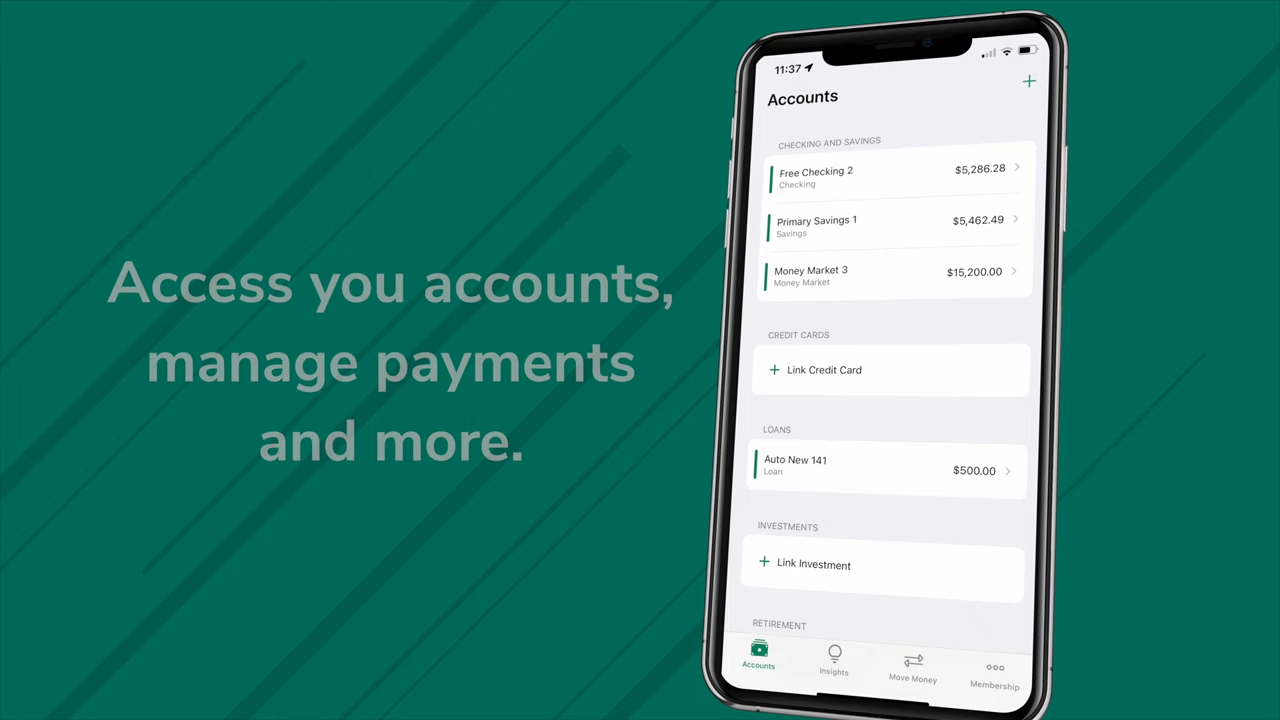 Access you accounts,
manage payments
and more.
11:37
Accounts
CHECKING AND SAVINGS
Free Checking 2
Checking
$5,286.28
Primary Savings 1
Savings
$5,462.49
Money Market 3
Money Market
$15,200.00
CREDIT CARDS
Link Credit Card
LOANS
Auto New 141
Loan
$500.00
INVESTMENTS
Link Investment
RETIREMENT
Accounts
Insights
Move Money
Membership